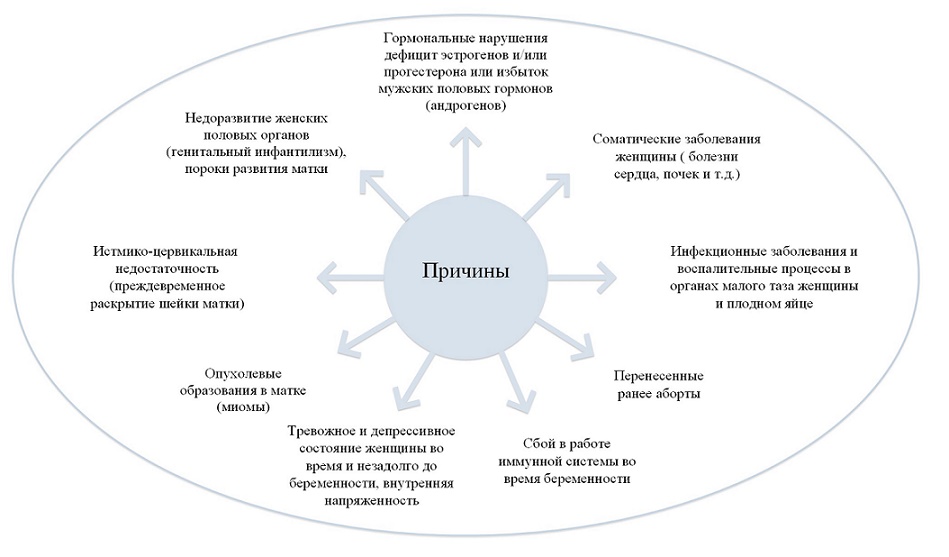 Гормональные нарушения
дефицит эстрогенов и/или
прогестерона или избыток
мужских половых гормонов
(андрогенов)
Недоразвитие женских
половых органов
(генитальный инфантилизм),
пороки развития матки
Соматические заболевания
женщины ( болезни
сердца, почек и т.д.)
Истмико-цервикальная
недостаточность
(преждевременное
раскрытие шейки матки)
Причины
Инфекционные заболевания и
воспалительные процессы в
органах малого таза женщины
и плодном яйце
Опухолевые
образования в матке
(миомы)
Перенесенные
ранее аборты
Тревожное и депрессивное
состояние женщины во
время и незадолго до
беременности, внутренняя
напряженность
Сбой в работе
иммунной системы во
время беременности